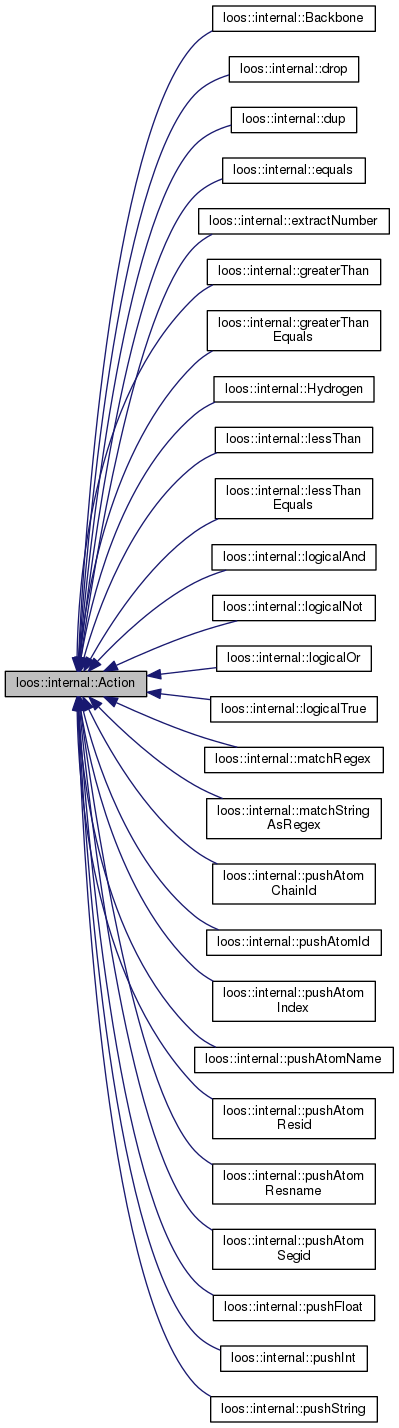 loos::internal::Backbone
loos::internal::drop
loos::internal::dup
loos::internal::equals
loos::internal::extractNumber
loos::internal::greaterThan
loos::internal::greaterThan
Equals
loos::internal::Hydrogen
loos::internal::lessThan
loos::internal::lessThan
Equals
loos::internal::logicalAnd
loos::internal::logicalNot
loos::internal::logicalOr
loos::internal::Action
loos::internal::logicalTrue
loos::internal::matchRegex
loos::internal::matchString
AsRegex
loos::internal::pushAtom
ChainId
loos::internal::pushAtomId
loos::internal::pushAtom
Index
loos::internal::pushAtomName
loos::internal::pushAtom
Resid
loos::internal::pushAtom
Resname
loos::internal::pushAtom
Segid
loos::internal::pushFloat
loos::internal::pushInt
loos::internal::pushString